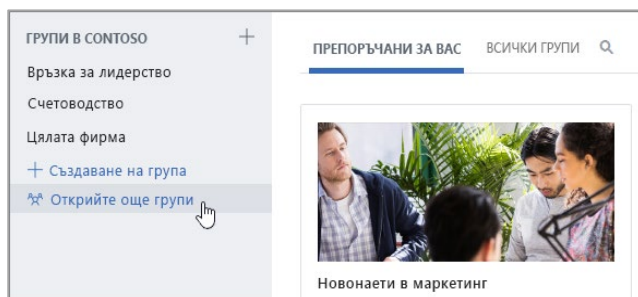 ГРУПИ В CONTOSO
Връзка за лидерство
Счетоводство
Цялата фирма
Създаване на група
Открийте още групи
ПРЕПОРЪЧАНИ ЗА ВАС
ВСИЧКИ ГРУПИ
Новонаети в маркетинг